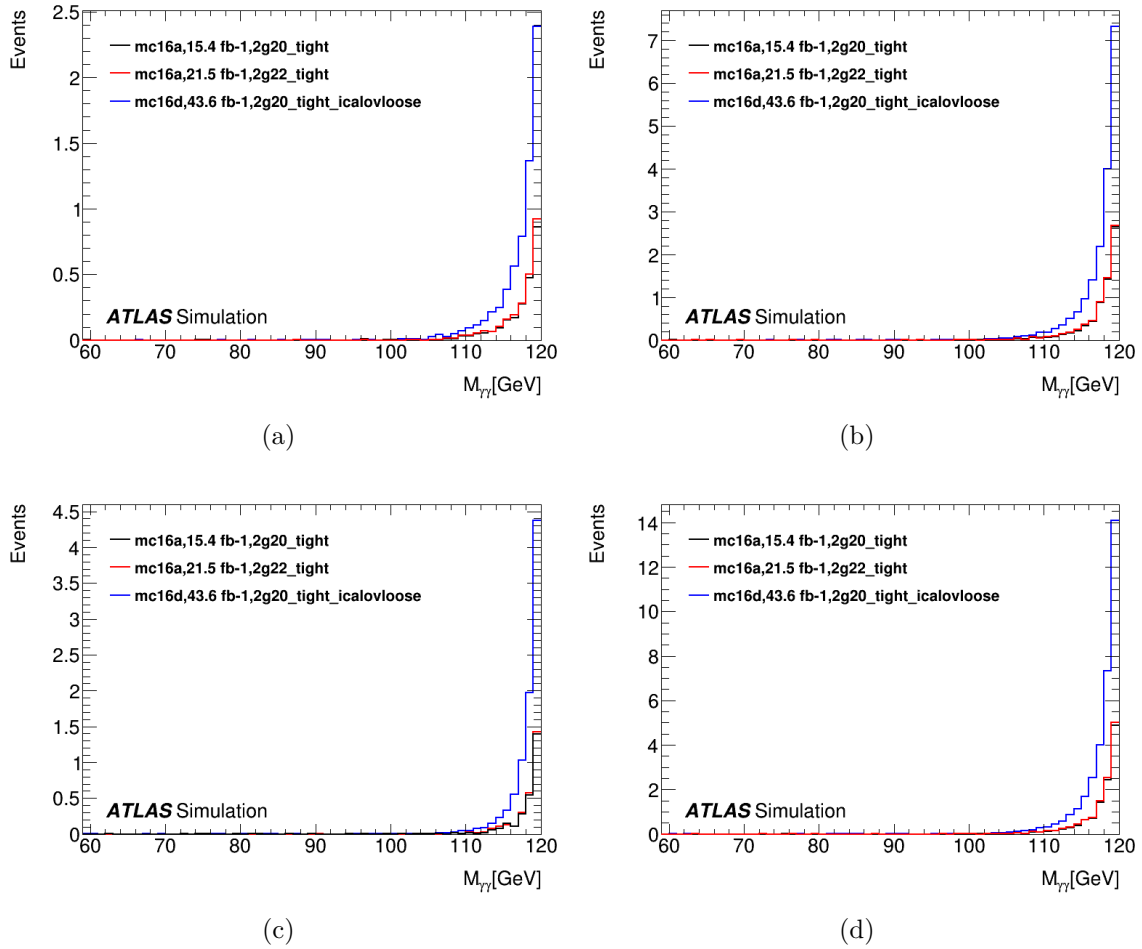 Events
2.5
2
1.5
1
0.5
0
mc16a,15.4 fb-1,2g20_tight
mc16a,21.5 fb-1,2g22_tight
mc16d,43.6 fb-1,2g20_tight_icalovloose
ATLAS Simulation
60 70 80 90 100 110 120
Mγγ[GeV]
(a)
Events
7
6
5
4
3
2
1
0
mc16a,15.4 fb-1,2g20_tight
mc16a,21.5 fb-1,2g22_tight
mc16d,43.6 fb-1,2g20_tight_icalovloose
ATLAS Simulation
60 70 80 90 100 110 120
Mγγ[GeV]
(b)
Events
4.5
4
3.5
3
2.5
2
1.5
1
0.5
0
mc16a,15.4 fb-1,2g20_tight
mc16a,21.5 fb-1,2g22_tight
mc16d,43.6 fb-1,2g20_tight_icalovloose
ATLAS Simulation
60 70 80 90 100 110 120
Mγγ[GeV]
(c)
Events
14
12
10
8
6
4
2
0
mc16a,15.4 fb-1,2g20_tight
mc16a,21.5 fb-1,2g22_tight
mc16d,43.6 fb-1,2g20_tight_icalovloose
ATLAS Simulation
60 70 80 90 100 110 120
Mγγ[GeV]
(d)